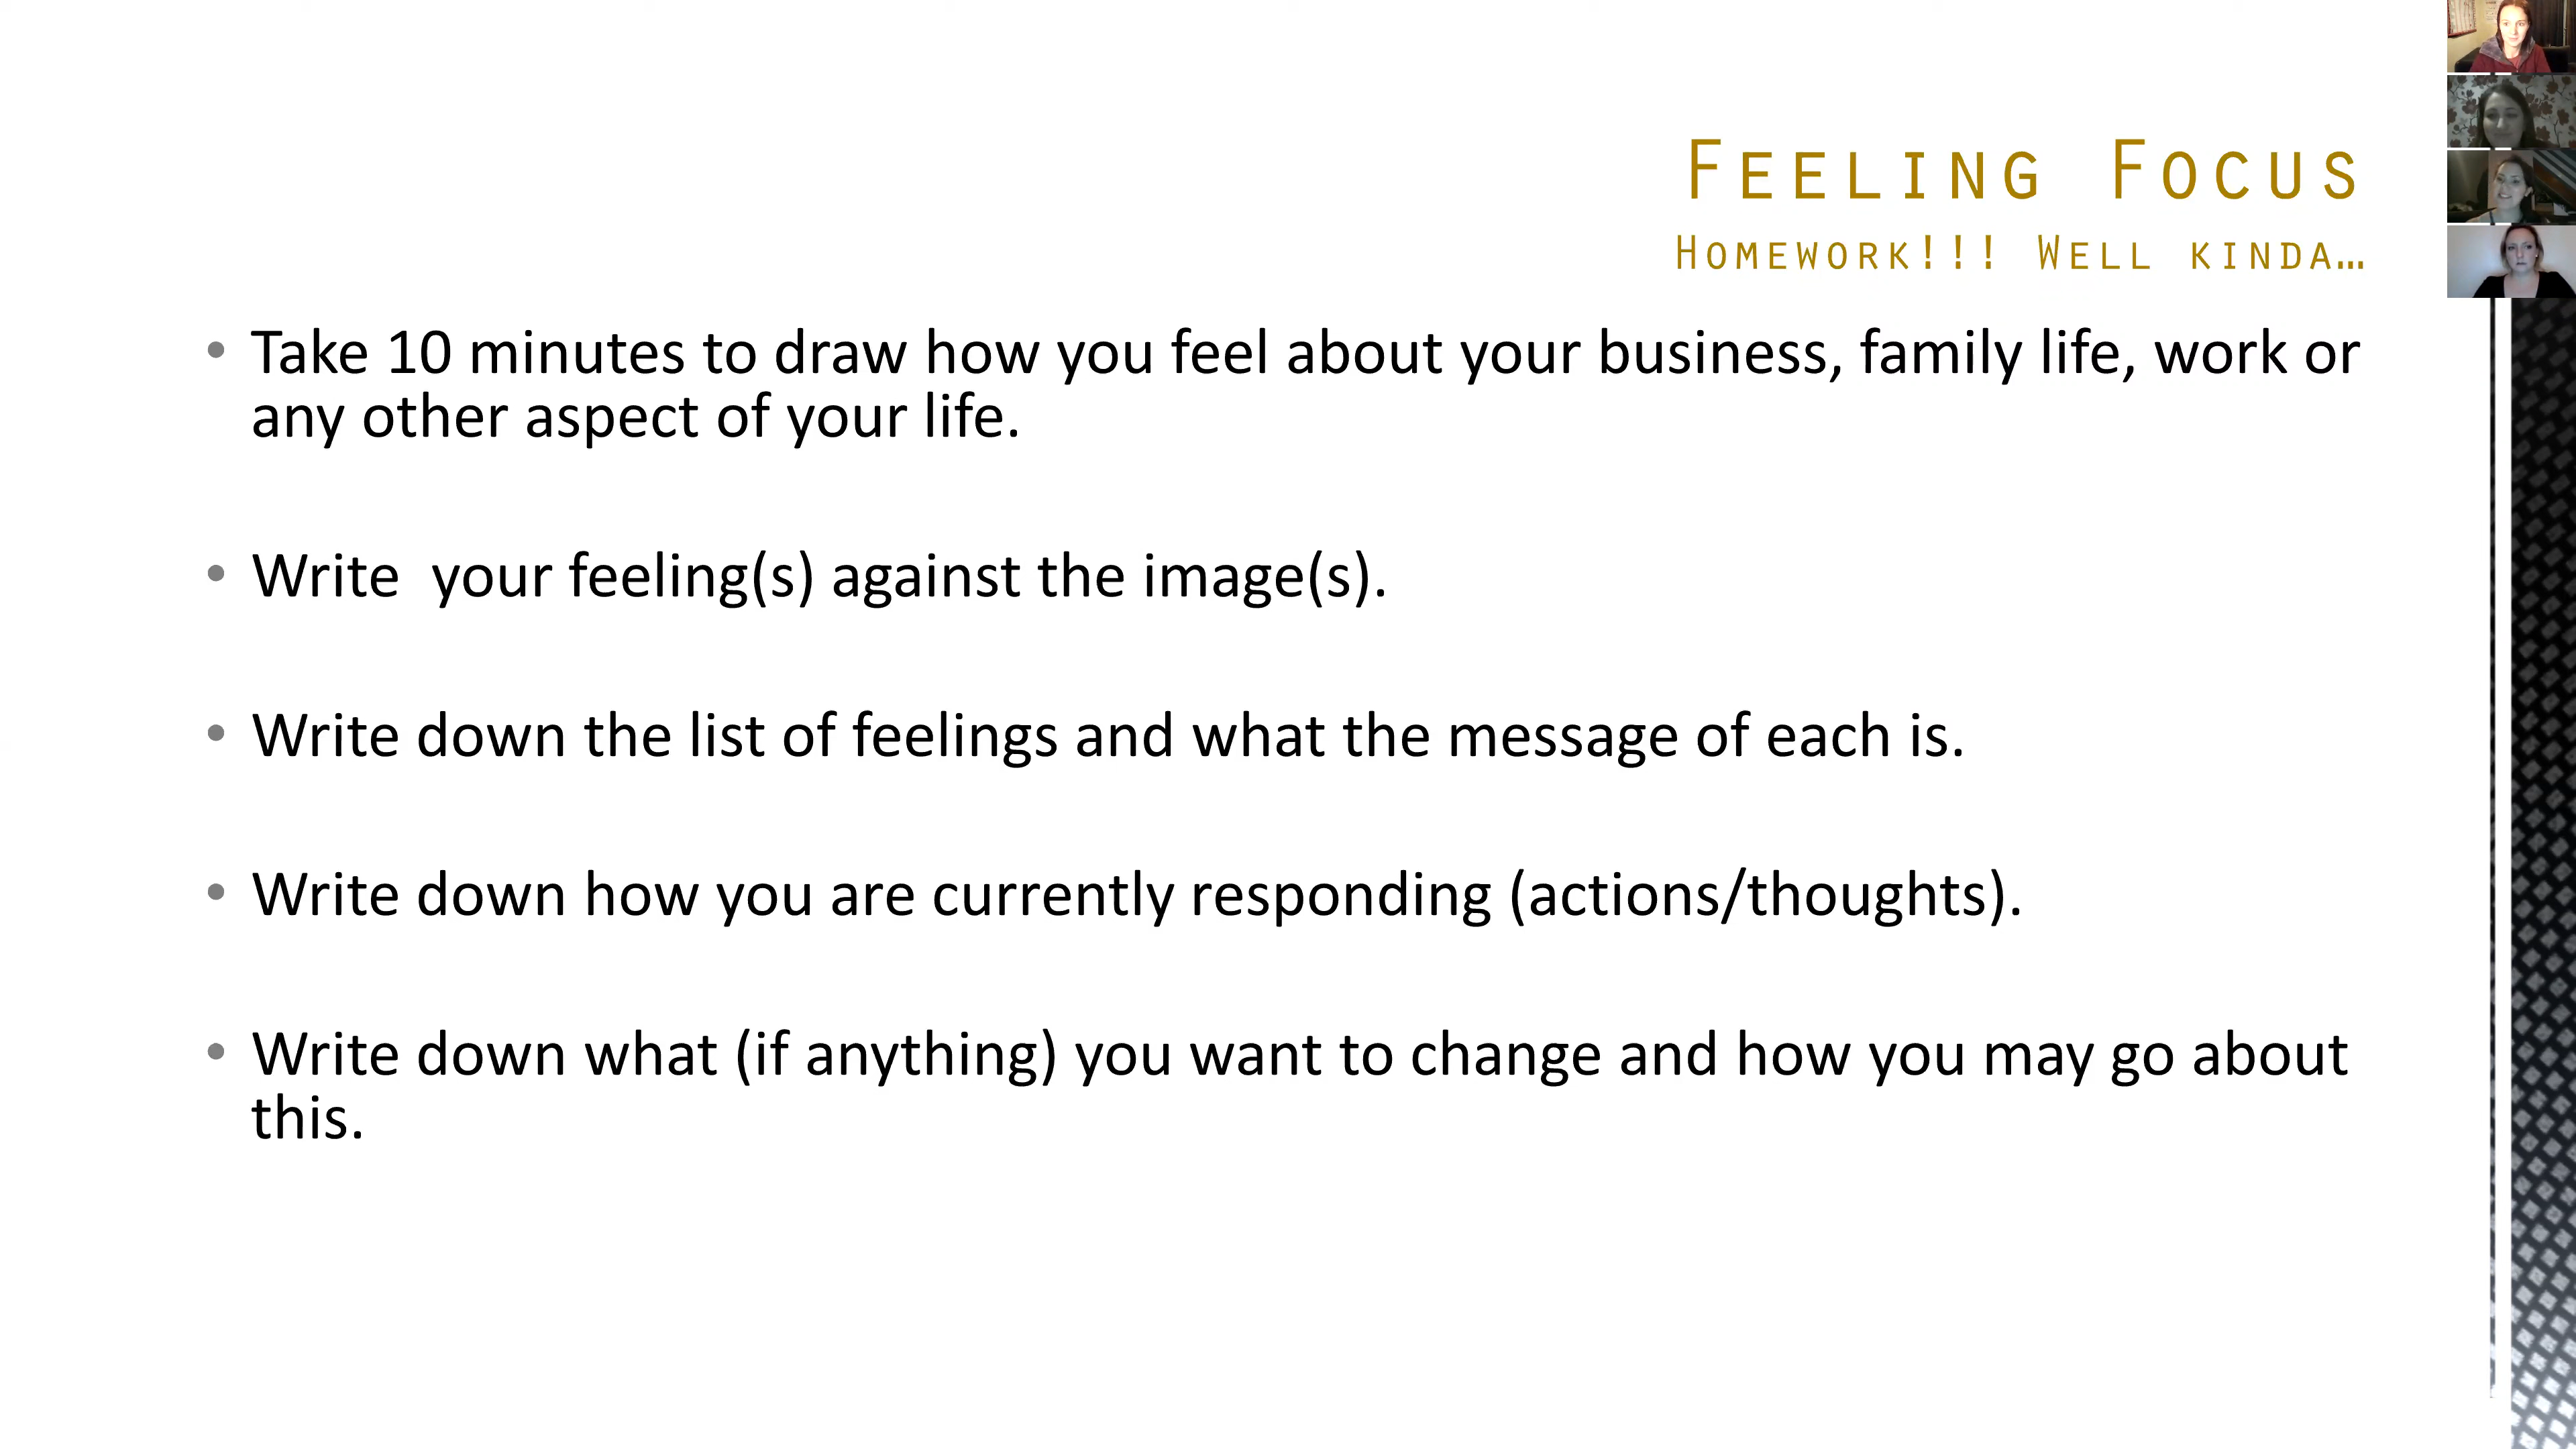 Feeling Focus
Homework!!! Well kinda…
• Take 10 minutes to draw how you feel about your business, family life, work or
any other aspect of your life.
• Write  your feeling(s) against the image(s).
• Write down the list of feelings and what the message of each is.
• Write down how you are currently responding (actions/thoughts).
• Write down what (if anything) you want to change and how you may go about
this.